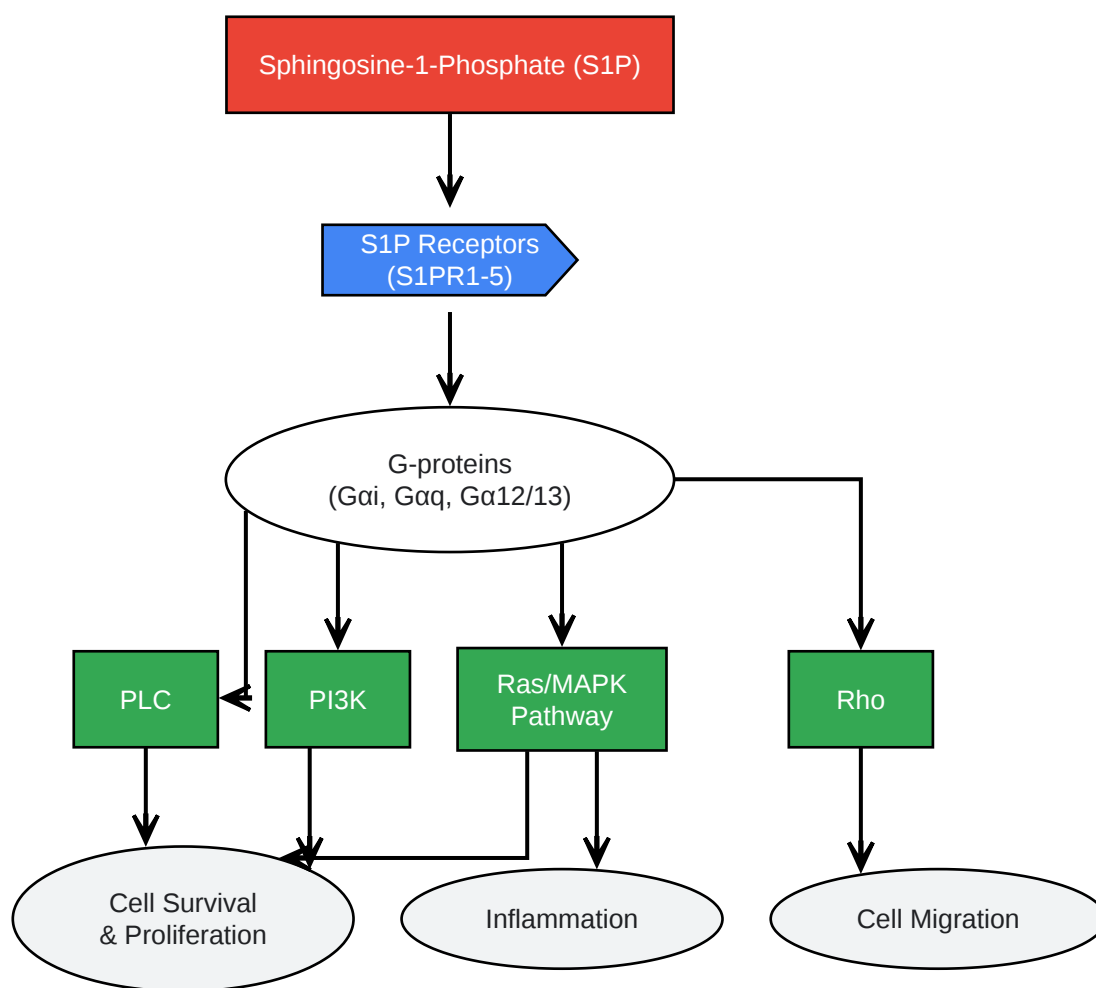 Sphingosine-1-Phosphate (S1P)
S1P Receptors
(S1PR1-5)
G-proteins
(Gαi, Gαq, Gα12/13)
PLC
PI3K
Ras/MAPK
Pathway
Rho
Cell Survival
& Proliferation
Inflammation
Cell Migration